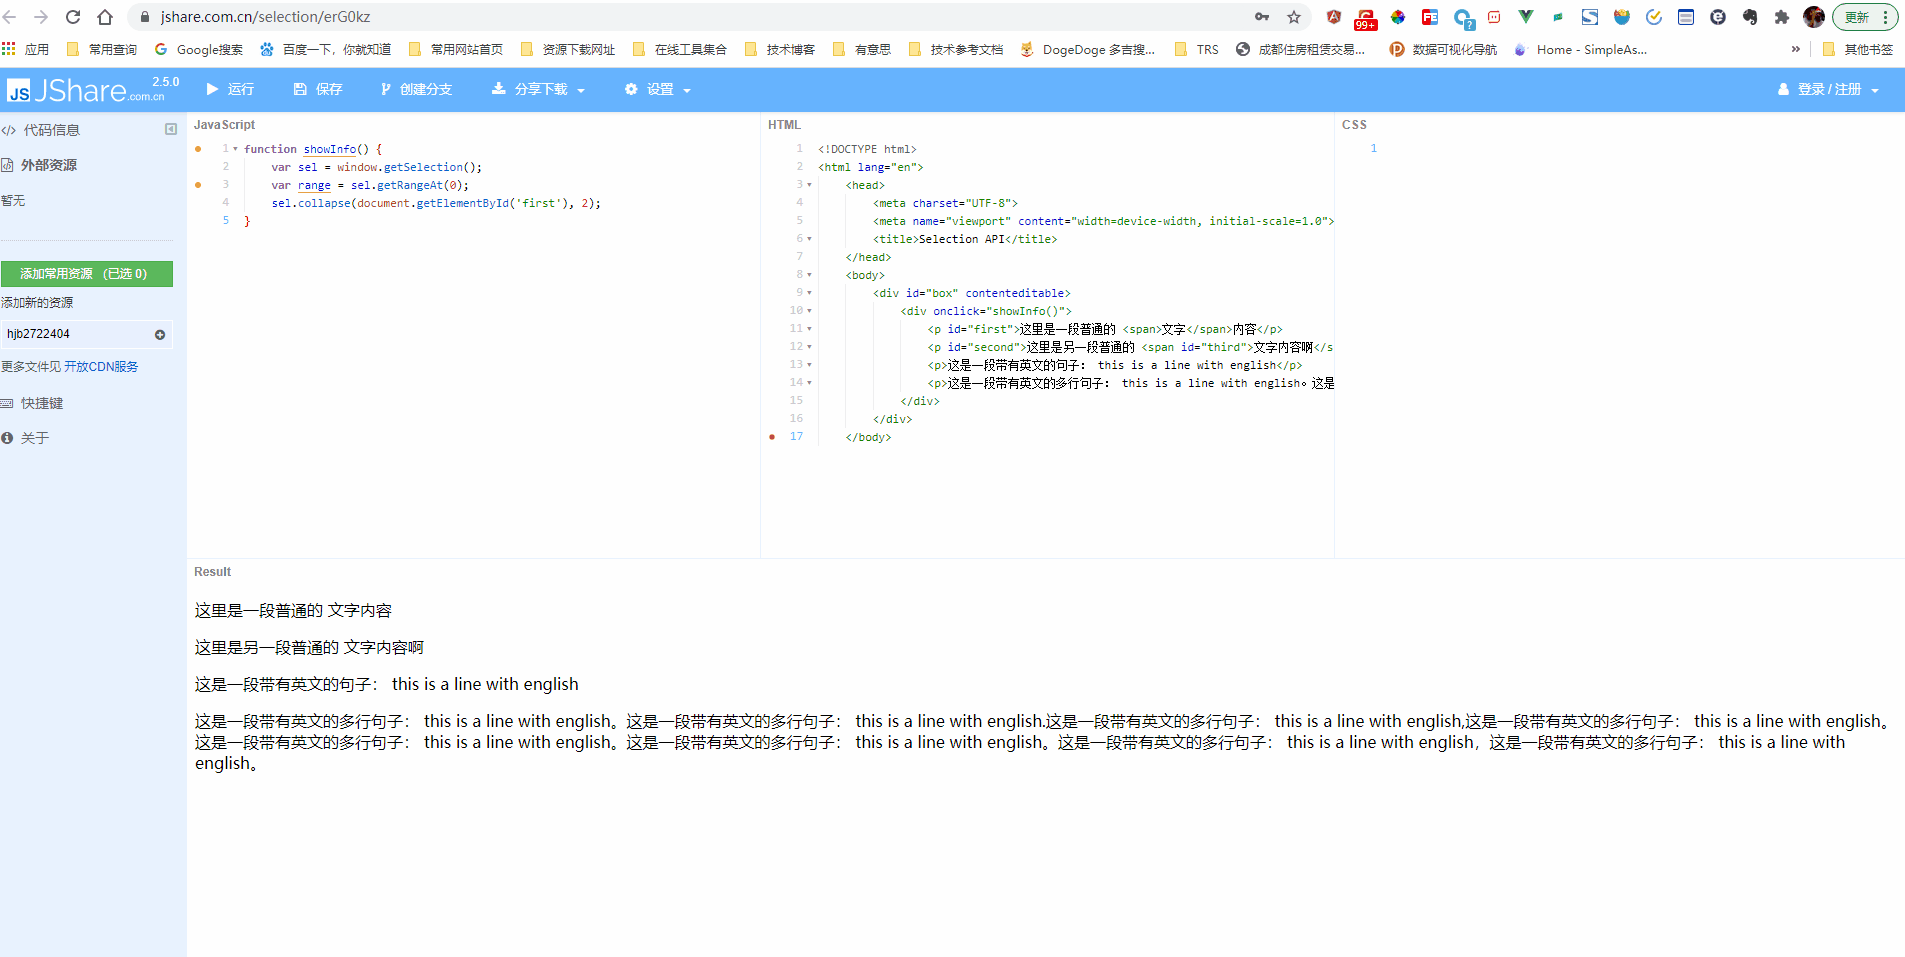 jshare.com.cn/selection/erG0kz
99+
更新
应用 常用查询 Google搜索 百度一下，你就知道 常用网站首页 资源下载网址 在线工具集合 技术博客 有意思 技术参考文档 DogeDoge 多吉搜... TRS 成都住房租赁交易... 数据可视化导航 Home - SimpleAs... » 其他书签
JS JShare.com.cn 2.5.0 运行 保存 创建分支 分享下载 设置 登录 / 注册
代码信息
外部资源
暂无
添加常用资源 （已选 0）
添加新的资源
hjb2722404
更多文件见 开放CDN服务
快捷键
关于
JavaScript
1 function showInfo() {
2 var sel = window.getSelection();
3 var range = sel.getRangeAt(0);
4 sel.collapse(document.getElementById('first'), 2);
5 }
HTML
1 <!DOCTYPE html>
2 <html lang="en">
3 <head>
4 <meta charset="UTF-8">
5 <meta name="viewport" content="width=device-width, initial-scale=1.0">
6 <title>Selection API</title>
7 </head>
8 <body>
9 <div id="box" contenteditable>
10 <div onclick="showInfo()">
11 <p id="first">这里是一段普通的 <span>文字</span>内容</p>
12 <p id="second">这里是另一段普通的 <span id="third">文字内容啊</s
13 <p>这是一段带有英文的句子： this is a line with english</p>
14 <p>这是一段带有英文的多行句子： this is a line with english。这是
15 </div>
16 </div>
17 </body>
CSS
1
Result
这里是一段普通的 文字内容
这里是另一段普通的 文字内容啊
这是一段带有英文的句子： this is a line with english
这是一段带有英文的多行句子： this is a line with english。这是一段带有英文的多行句子： this is a line with english.这是一段带有英文的多行句子： this is a line with english,这是一段带有英文的多行句子： this is a line with english。
这是一段带有英文的多行句子： this is a line with english。这是一段带有英文的多行句子： this is a line with english。这是一段带有英文的多行句子： this is a line with english，这是一段带有英文的多行句子： this is a line with
english。